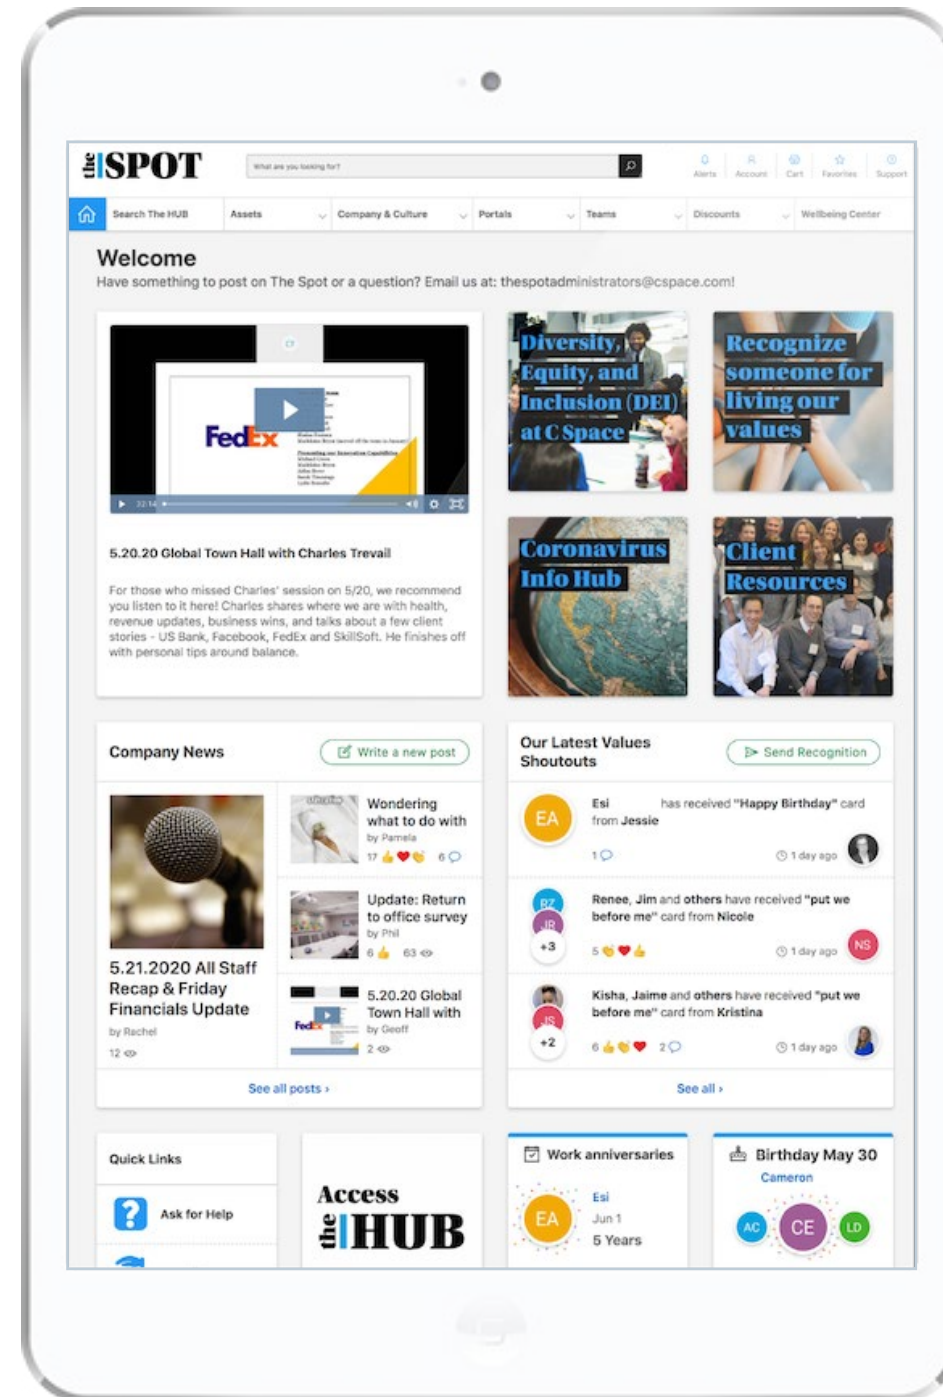 the SPOT
What are you looking for?
Alerts
Account
Cart
Favorites
Support
Search The HUB
Assets
Company & Culture
Portals
Teams
Discounts
Wellbeing Center
Welcome
Have something to post on The Spot or a question? Email us at: thespotadministrators@cspace.com!
FedEx
Promoting our Innovation Capabilities
22:14
5.20.20 Global Town Hall with Charles Trevail
For those who missed Charles' session on 5/20, we recommend
you listen to it here! Charles shares where we are with health,
revenue updates, business wins, and talks about a few client
stories - US Bank, Facebook, FedEx and SkillSoft. He finishes off
with personal tips around balance.
Diversity,
Equity, and
Inclusion (DEI)
at C Space
Recognize
someone for
living our
values
Coronavirus
Info Hub
Client
Resources
Company News
Write a new post
5.21.2020 All Staff
Recap & Friday
Financials Update
by Rachel
12
Wondering
what to do with
by Pamela
17
6
Update: Return
to office survey
by Phil
6
63
FedEx
5.20.20 Global
Town Hall with
by Geoff
2
See all posts ›
Our Latest Values
Shoutouts
Send Recognition
EA
Esi has received "Happy Birthday" card
from Jessie
1
1 day ago
RZ
JR
+3
Renee, Jim and others have received "put we
before me" card from Nicole
5
1 day ago
NS
JS
+2
Kisha, Jaime and others have received "put we
before me" card from Kristina
6
2
1 day ago
See all ›
Quick Links
? Ask for Help
Access
the HUB
Work anniversaries
EA
Esi
Jun 1
5 Years
Birthday May 30
Cameron
AC
CE
LD